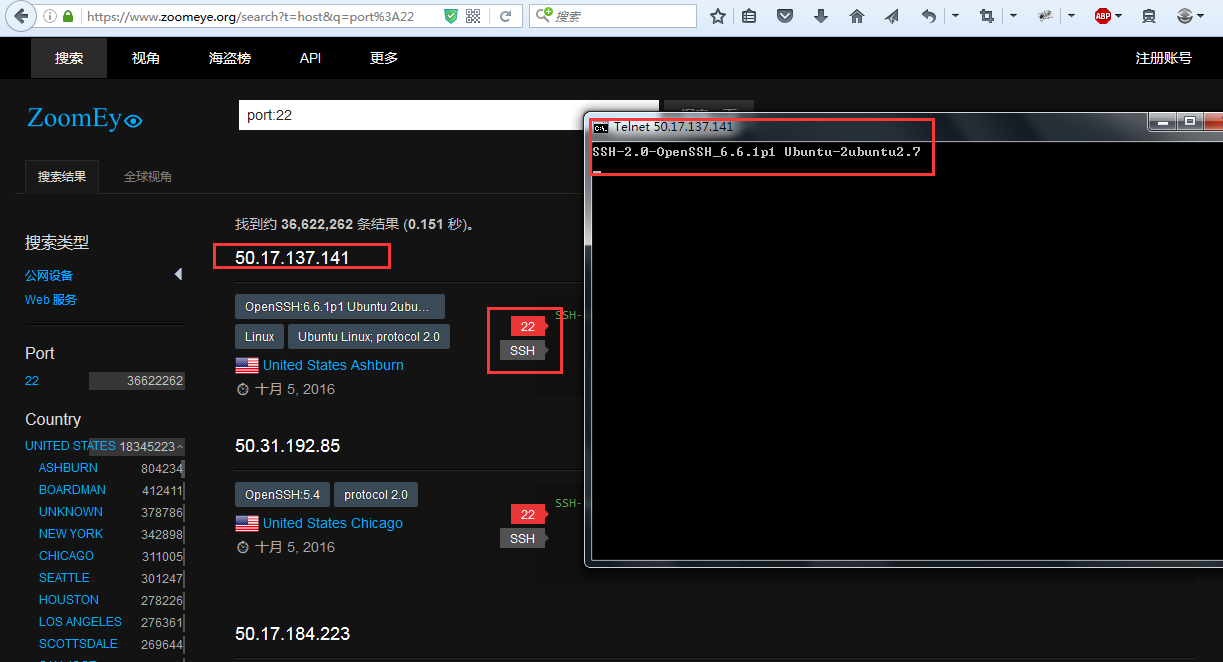 https://www.zoomeye.org/search?t=host&q=port%3A22
搜索
ABP
搜索 视角 海盗榜 API 更多 注册账号
ZoomEye
port:22
搜索结果 全球视角
找到约 36,622,262 条结果 (0.151 秒)。
搜索类型
公网设备
Web 服务
Port
22 36622262
Country
UNITED STATES 18345223
ASHBURN 804234
BOARDMAN 412411
UNKNOWN 378786
NEW YORK 342898
CHICAGO 311005
SEATTLE 301247
HOUSTON 278226
LOS ANGELES 276361
SCOTTSDALE 269644
50.17.137.141
OpenSSH:6.6.1p1 Ubuntu 2ubu...
Linux Ubuntu Linux; protocol 2.0
United States Ashburn
十月 5, 2016
22
SSH
SSH-
50.31.192.85
OpenSSH:5.4 protocol 2.0
United States Chicago
十月 5, 2016
22
SSH
SSH-
50.17.184.223
C:\. Telnet 50.17.137.141
SSH-2.0-OpenSSH_6.6.1p1 Ubuntu-2ubuntu2.7